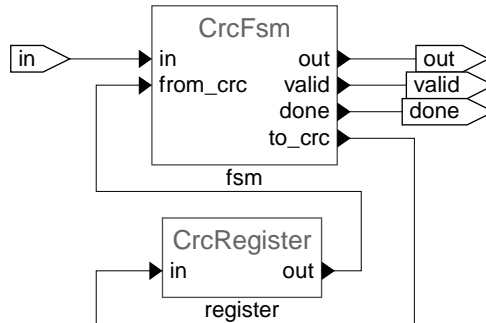 CrcFsm
in
in
out
out
from_crc
valid
valid
done
done
to_crc
fsm
CrcRegister
in
out
register